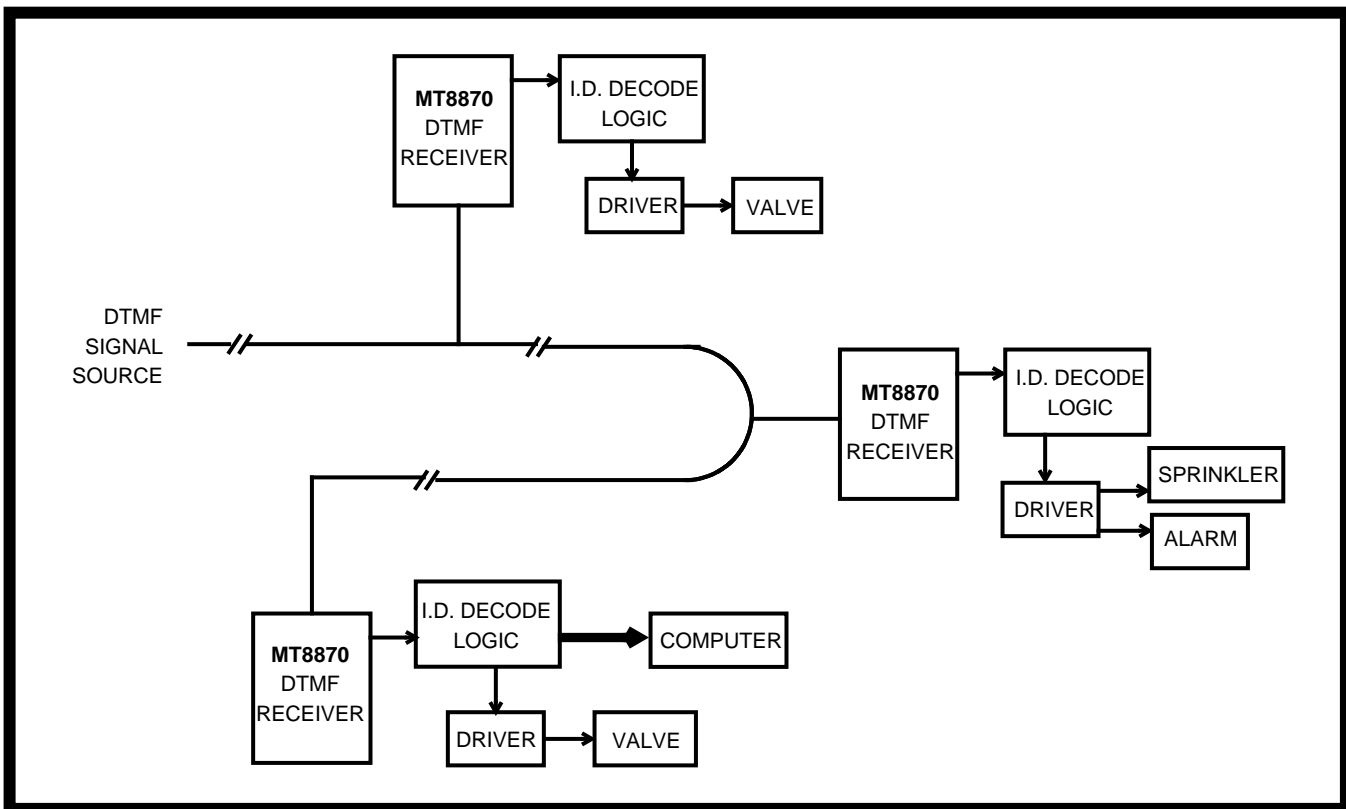 MT8870
DTMF
RECEIVER
I.D. DECODE
LOGIC
DRIVER
VALVE
DTMF
SIGNAL
SOURCE
MT8870
DTMF
RECEIVER
I.D. DECODE
LOGIC
DRIVER
SPRINKLER
ALARM
MT8870
DTMF
RECEIVER
I.D. DECODE
LOGIC
COMPUTER
DRIVER
VALVE